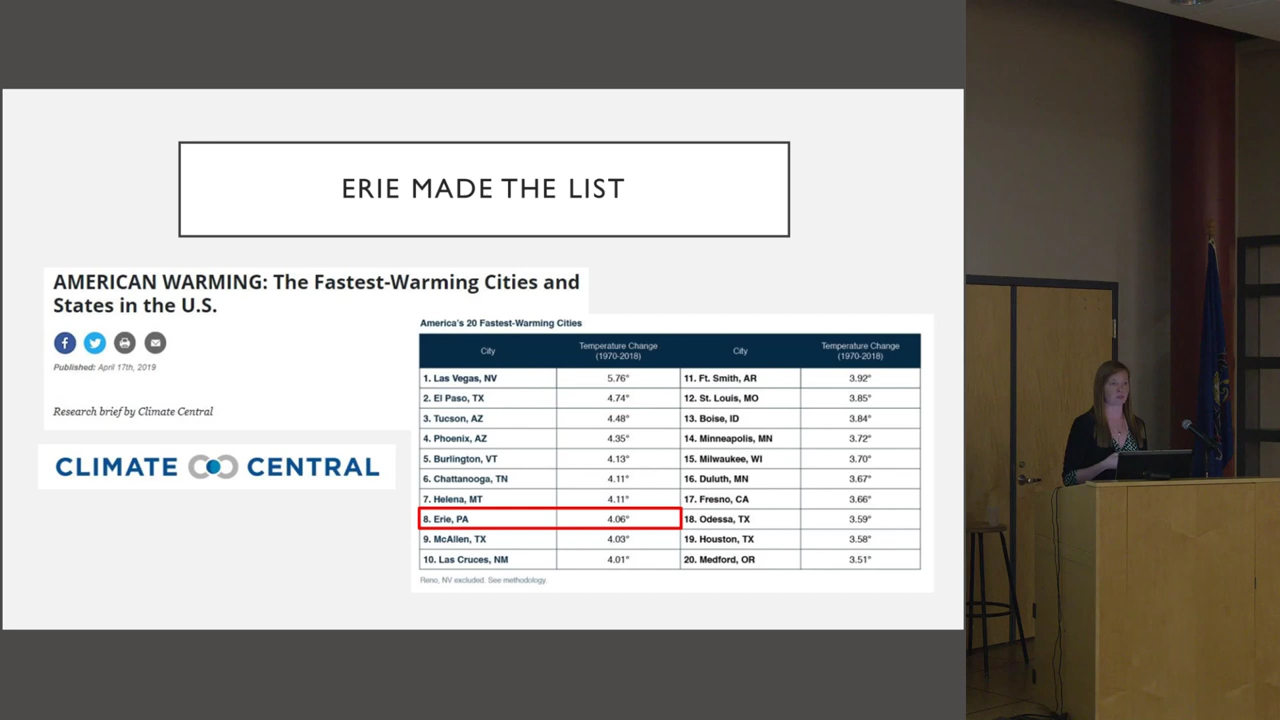 ERIE MADE THE LIST
AMERICAN WARMING: The Fastest-Warming Cities and
States in the U.S.
Published: April 17th, 2019
Research brief by Climate Central
CLIMATE CENTRAL
America's 20 Fastest-Warming Cities
City Temperature Change (1970-2018) City Temperature Change (1970-2018)
1. Las Vegas, NV 5.76° 11. Ft. Smith, AR 3.92°
2. El Paso, TX 4.74° 12. St. Louis, MO 3.85°
3. Tucson, AZ 4.48° 13. Boise, ID 3.84°
4. Phoenix, AZ 4.35° 14. Minneapolis, MN 3.72°
5. Burlington, VT 4.13° 15. Milwaukee, WI 3.70°
6. Chattanooga, TN 4.11° 16. Duluth, MN 3.67°
7. Helena, MT 4.11° 17. Fresno, CA 3.66°
8. Erie, PA 4.06° 18. Odessa, TX 3.59°
9. McAllen, TX 4.03° 19. Houston, TX 3.58°
10. Las Cruces, NM 4.01° 20. Medford, OR 3.51°
Reno, NV excluded. See methodology.